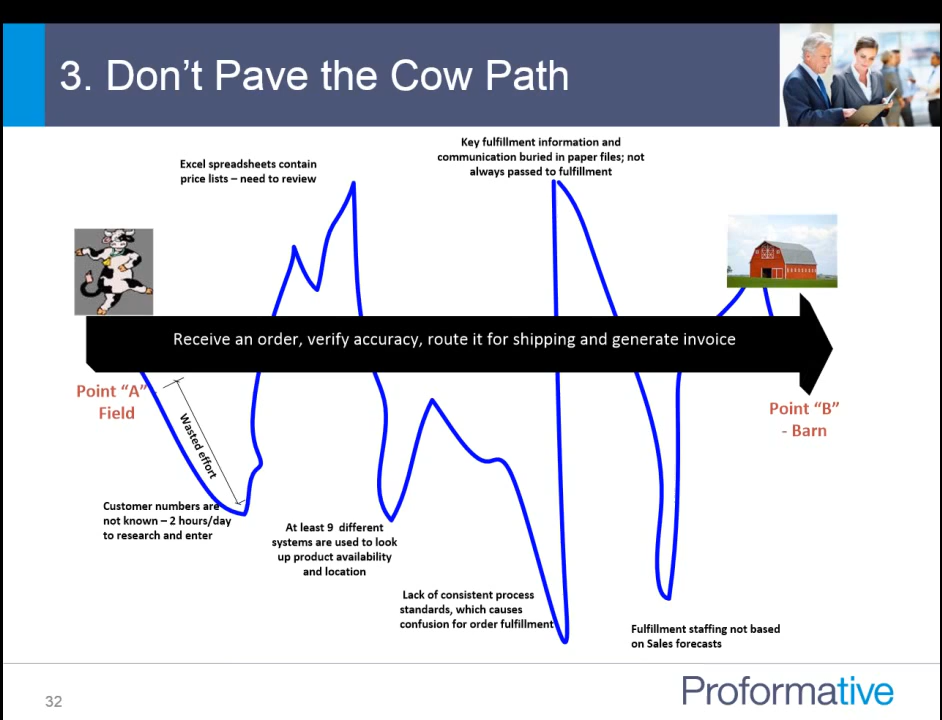 3. Don’t Pave the Cow Path
Excel spreadsheets contain
price lists – need to review
Key fulfillment information and
communication buried in paper files; not
always passed to fulfillment
Receive an order, verify accuracy, route it for shipping and generate invoice
Point “A” -
Field
Point “B”
- Barn
Wasted effort
Customer numbers are
not known – 2 hours/day
to research and enter
At least 9 different
systems are used to look
up product availability
and location
Lack of consistent process
standards, which causes
confusion for order fulfillment
Fulfillment staffing not based
on Sales forecasts
32
Proformative